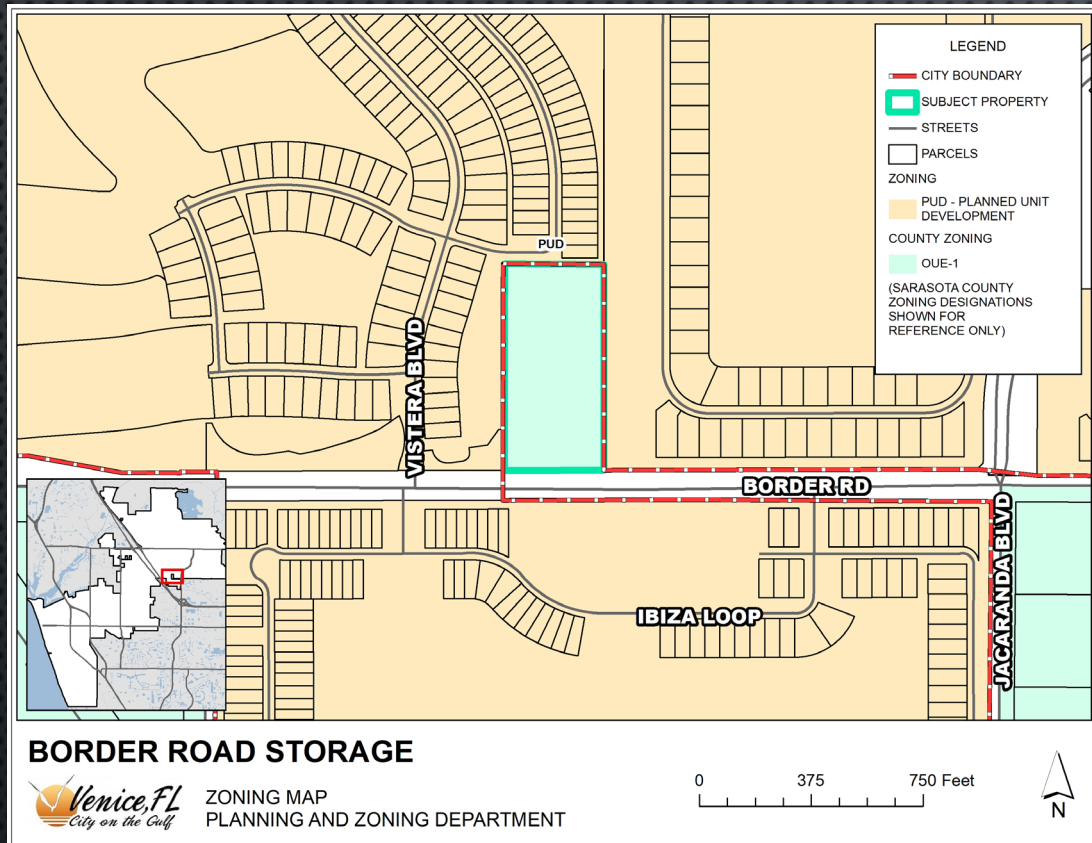 LEGEND
CITY BOUNDARY
SUBJECT PROPERTY
STREETS
PARCELS
ZONING
PUD - PLANNED UNIT
DEVELOPMENT
COUNTY ZONING
OUE-1
(SARASOTA COUNTY
ZONING DESIGNATIONS
SHOWN FOR
REFERENCE ONLY)
PUD
VISTERA BLVD
BORDER RD
JACARANDA BLVD
IBIZA LOOP
BORDER ROAD STORAGE
Venice, FL
City on the Gulf
ZONING MAP
PLANNING AND ZONING DEPARTMENT
0 375 750 Feet
N